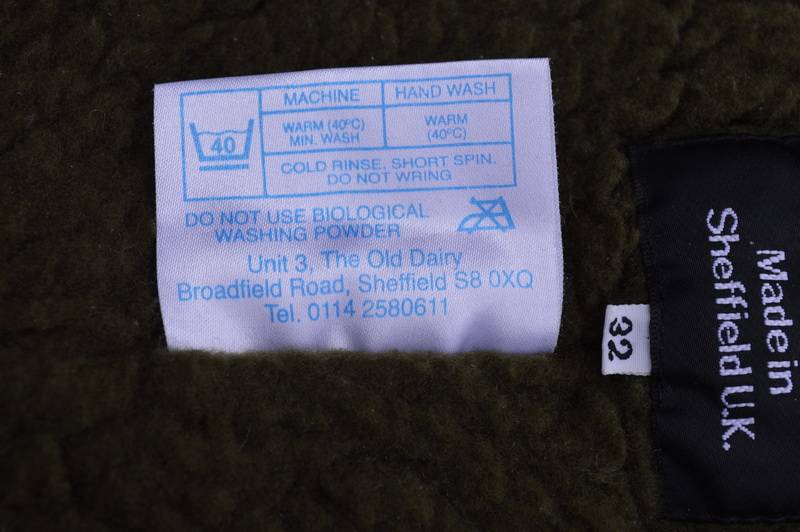 MACHINE HAND WASH
40
WARM (40°C) MIN. WASH
WARM (40°C)
COLD RINSE. SHORT SPIN.
DO NOT WRING
DO NOT USE BIOLOGICAL
WASHING POWDER
Unit 3, The Old Dairy
Broadfield Road, Sheffield S8 0XQ
Tel. 0114 2580611
32
Made in
Sheffield U.K.